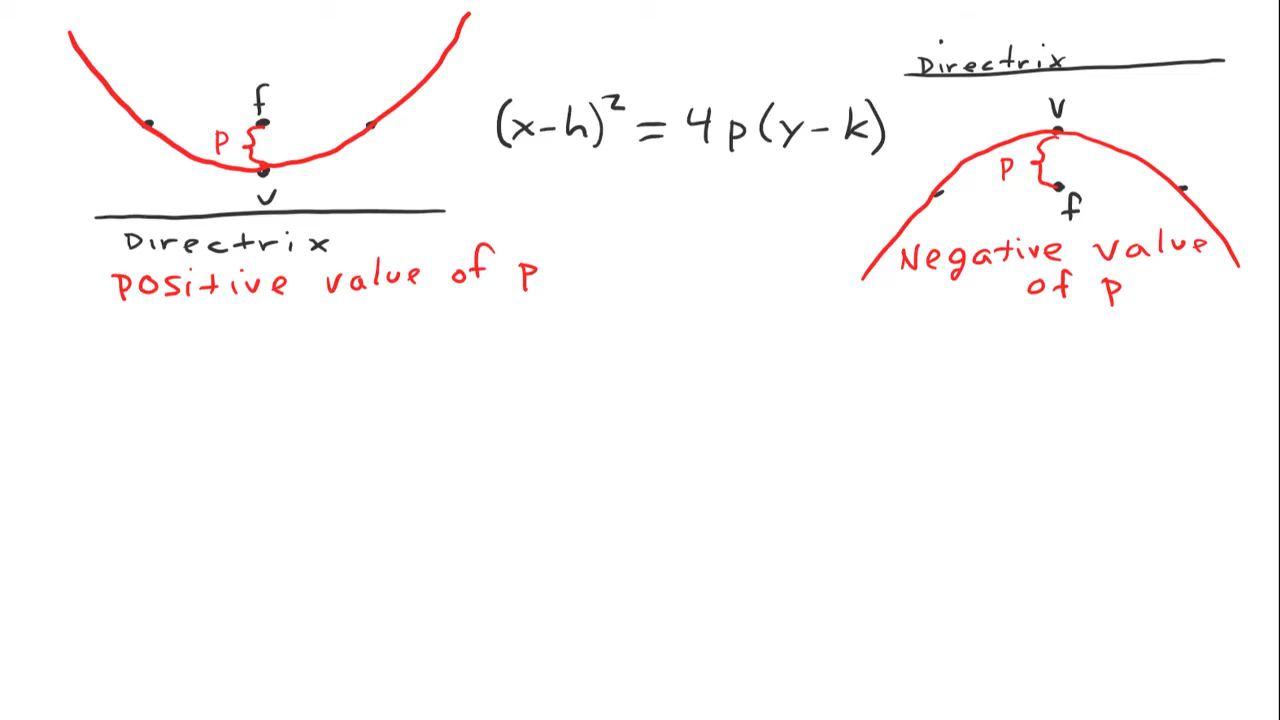 f
p
v
Directrix
positive value of p
(x-h)² = 4p(y-k)
Directrix
v
p
f
Negative value
of p